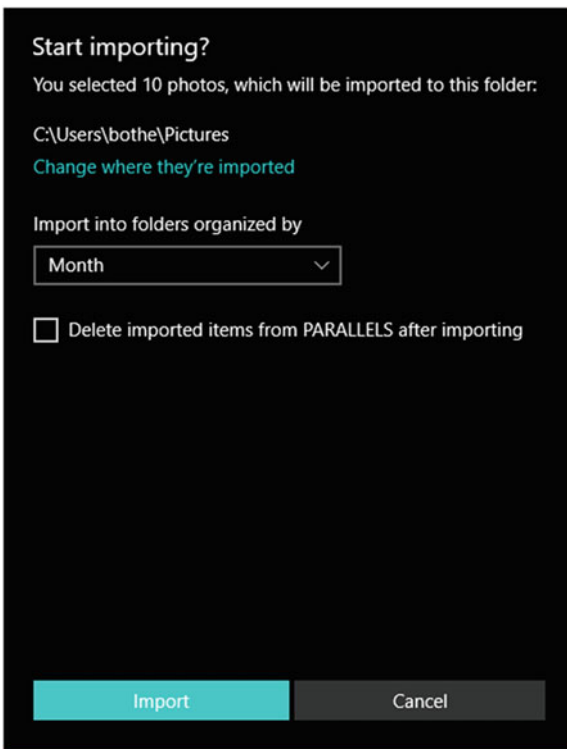 Start importing?
You selected 10 photos, which will be imported to this folder:
C:\Users\bothe\Pictures
Change where they're imported
Import into folders organized by
Month
Delete imported items from PARALLELS after importing
Import
Cancel